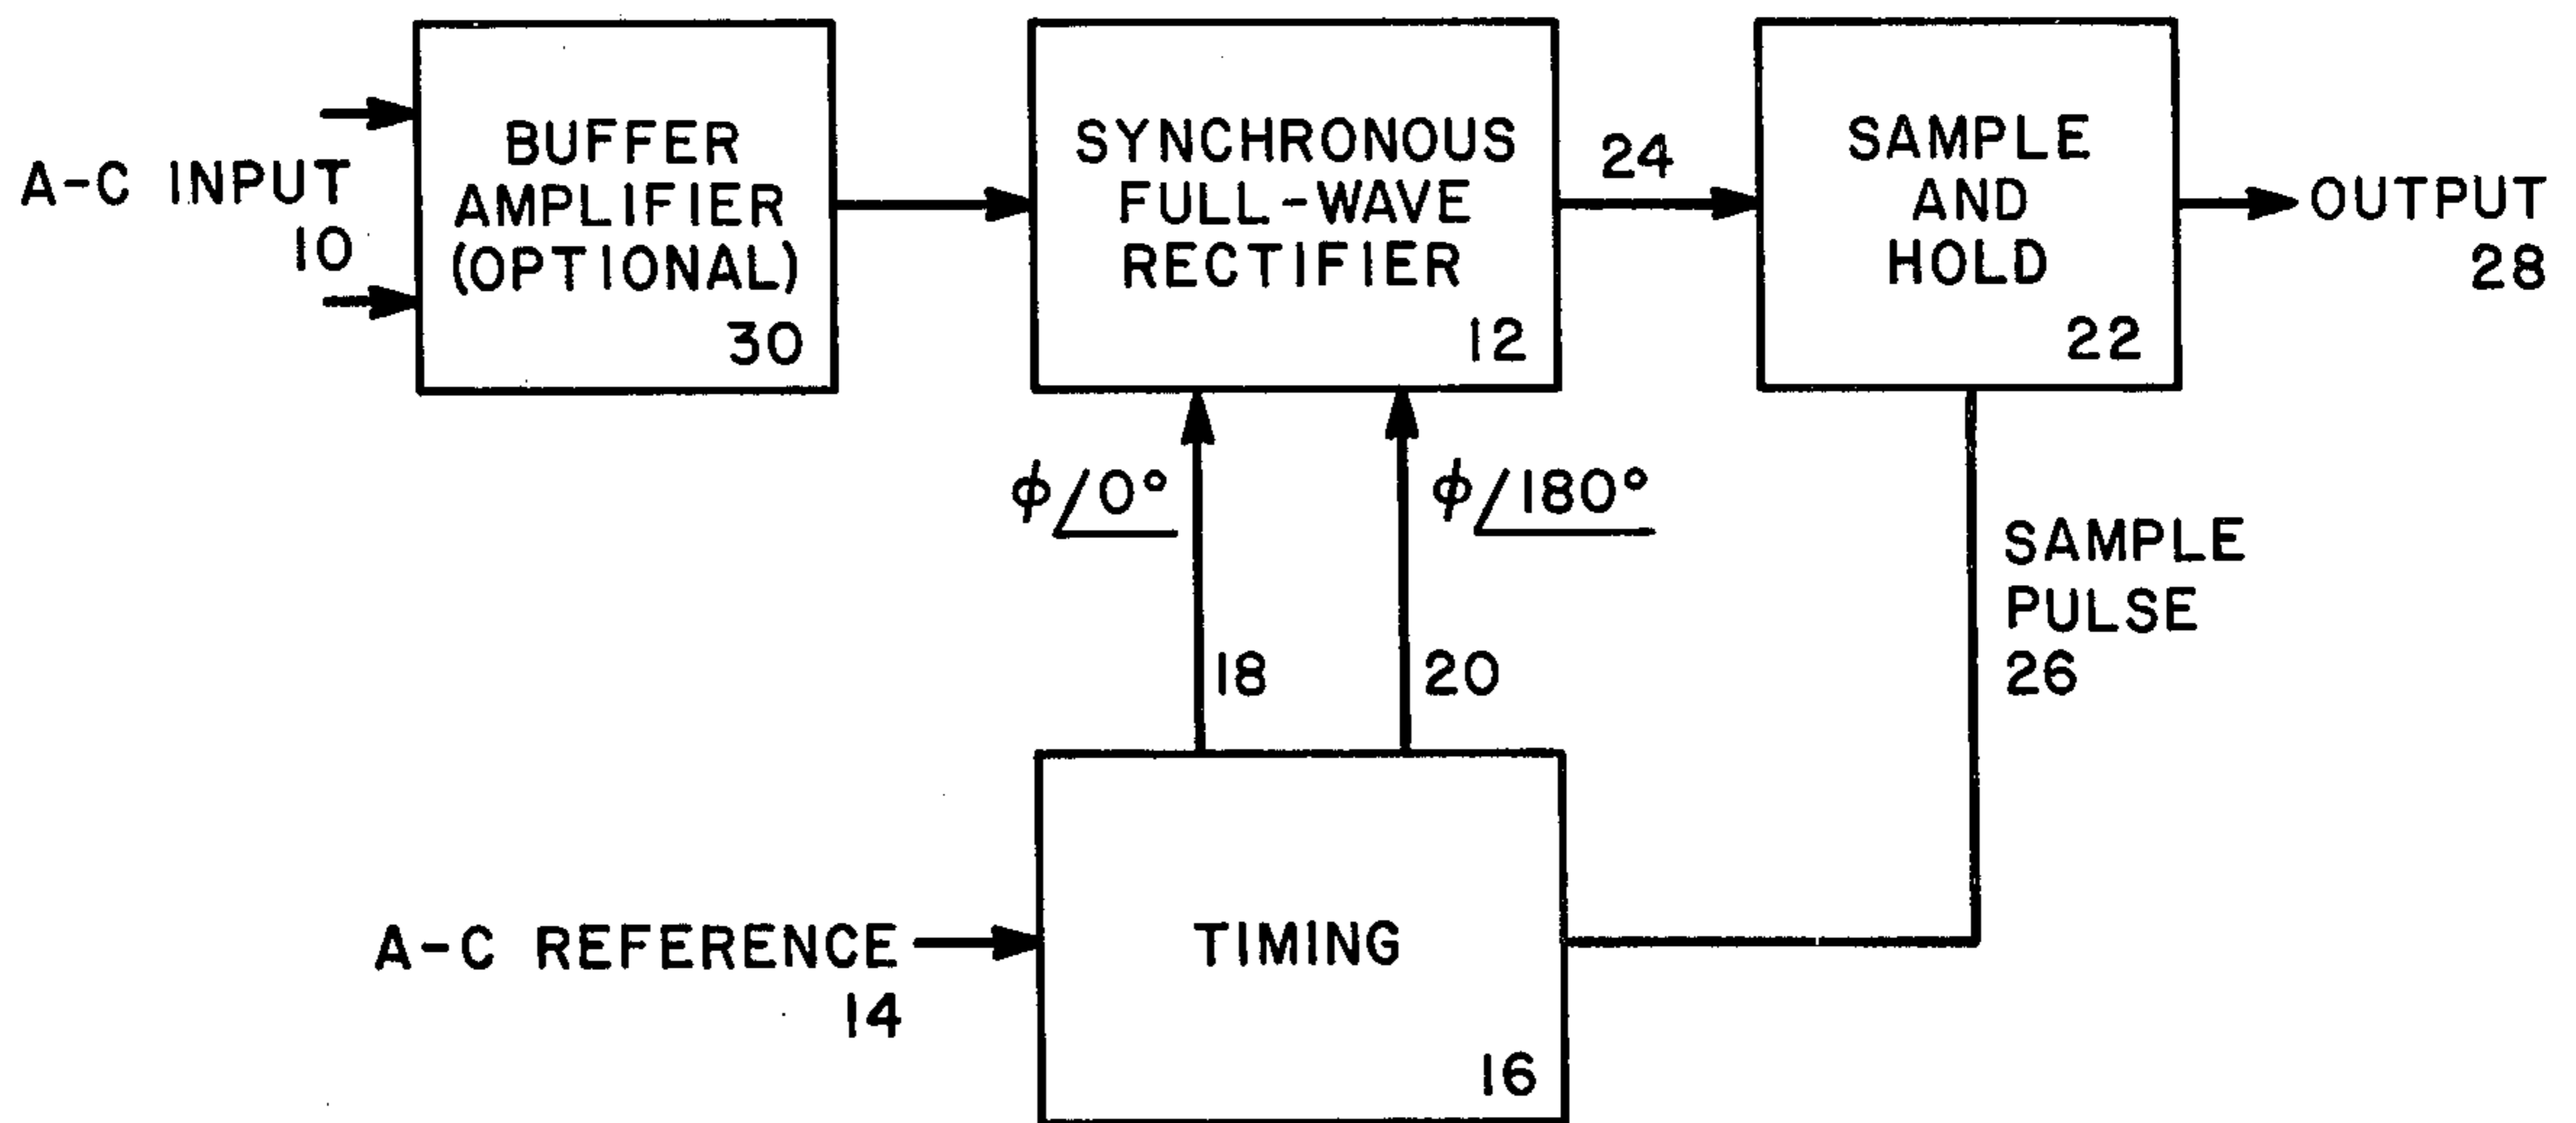 A-C INPUT
10
BUFFER
AMPLIFIER
(OPTIONAL)
30
SYNCHRONOUS
FULL-WAVE
RECTIFIER
12
24
SAMPLE
AND
HOLD
22
OUTPUT
28
ϕ/0°
ϕ/180°
18
20
SAMPLE
PULSE
26
A-C REFERENCE
14
TIMING
16